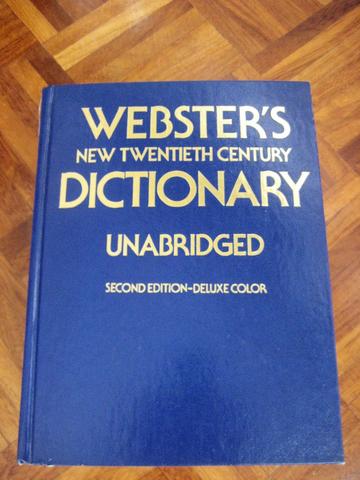 WEBSTER'S
NEW TWENTIETH CENTURY
DICTIONARY
UNABRIDGED
SECOND EDITION-DELUXE COLOR